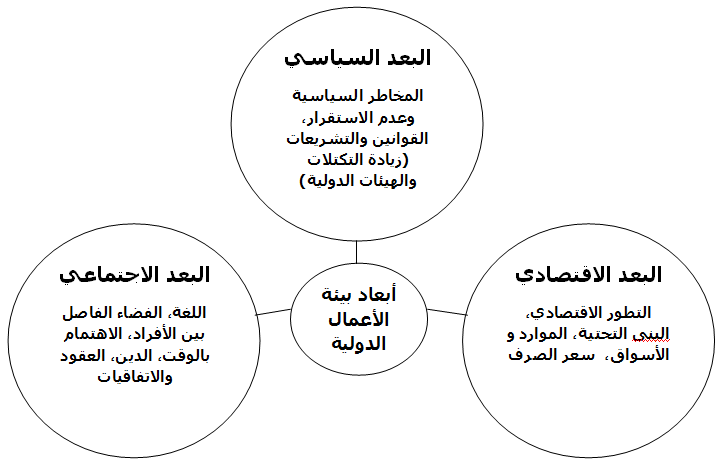 البعد السياسي
المخاطر السياسية
وعدم الاستقرار،
القوانين والتشريعات
(زيادة التكتلات
والهيئات الدولية)
البعد الاقتصادي
التطور الاقتصادي،
البنى التحتية، الموارد و
الأسواق، سعر الصرف
أبعاد بيئة
الأعمال
الدولية
البعد الاجتماعي
اللغة، الفضاء الفاصل
بين الأفراد، الاهتمام
بالوقت، الدين، العقود
والاتفاقيات